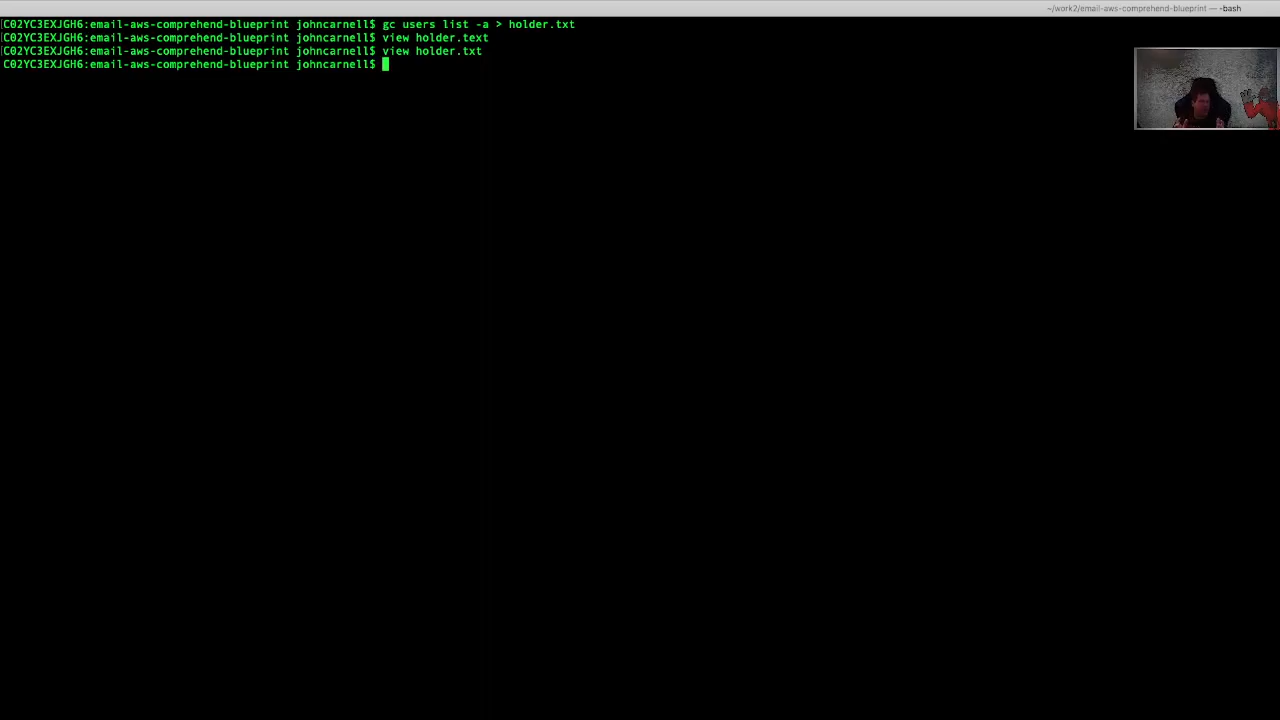 ~/work2/email-aws-comprehend-blueprint — -bash
[C02YC3EXJGH6:email-aws-comprehend-blueprint johncarnell$ gc users list -a > holder.txt
[C02YC3EXJGH6:email-aws-comprehend-blueprint johncarnell$ view holder.text
[C02YC3EXJGH6:email-aws-comprehend-blueprint johncarnell$ view holder.txt
C02YC3EXJGH6:email-aws-comprehend-blueprint johncarnell$